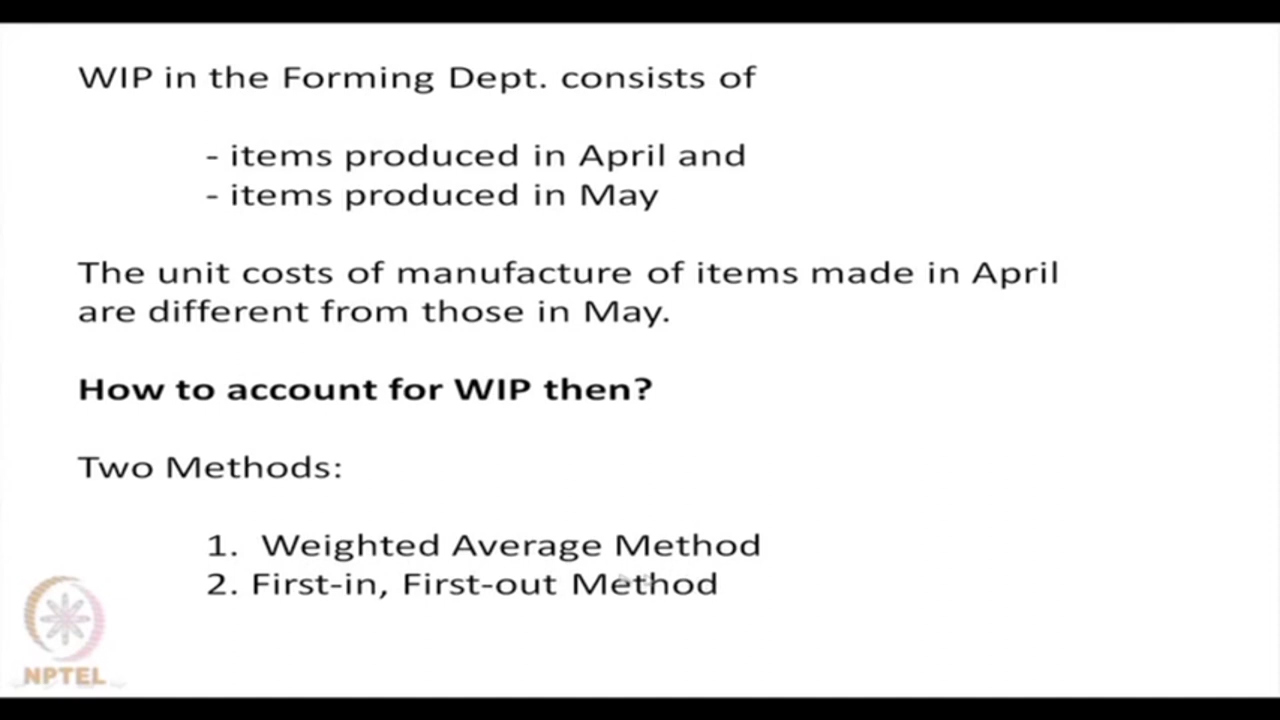 WIP in the Forming Dept. consists of
- items produced in April and
- items produced in May
The unit costs of manufacture of items made in April
are different from those in May.
How to account for WIP then?
Two Methods:
1. Weighted Average Method
2. First-in, First-out Method
NPTEL